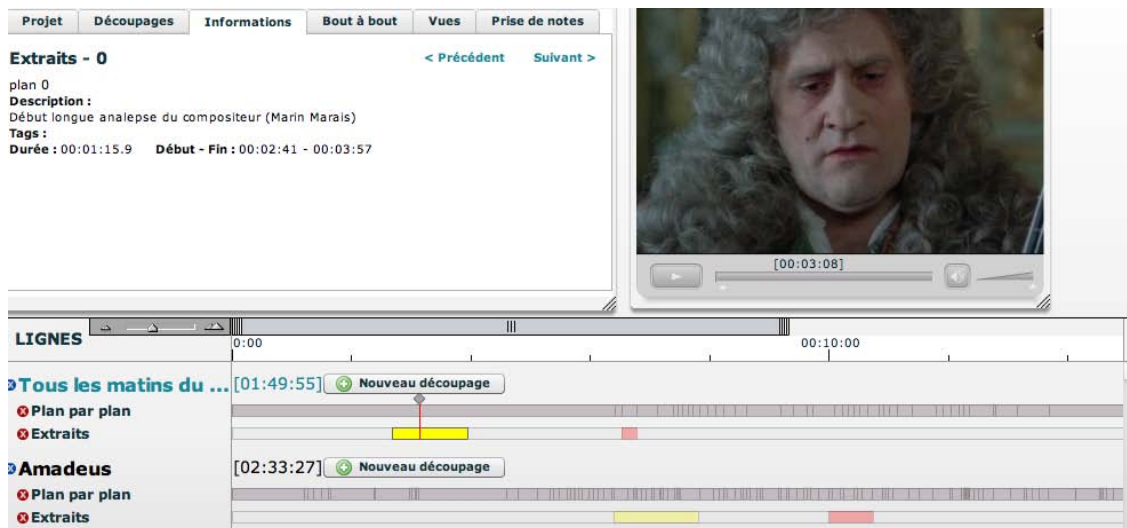 Projet Découpages Informations Bout à bout Vues Prise de notes
Extraits - 0 < Précédent Suivant >
plan 0
Description :
Début longue analepse du compositeur (Marin Marais)
Tags :
Durée : 00:01:15.9 Début - Fin : 00:02:41 - 00:03:57
[00:03:08]
LIGNES
0:00 00:10:00
Tous les matins du ... [01:49:55] Nouveau découpage
Plan par plan
Extraits
Amadeus [02:33:27] Nouveau découpage
Plan par plan
Extraits